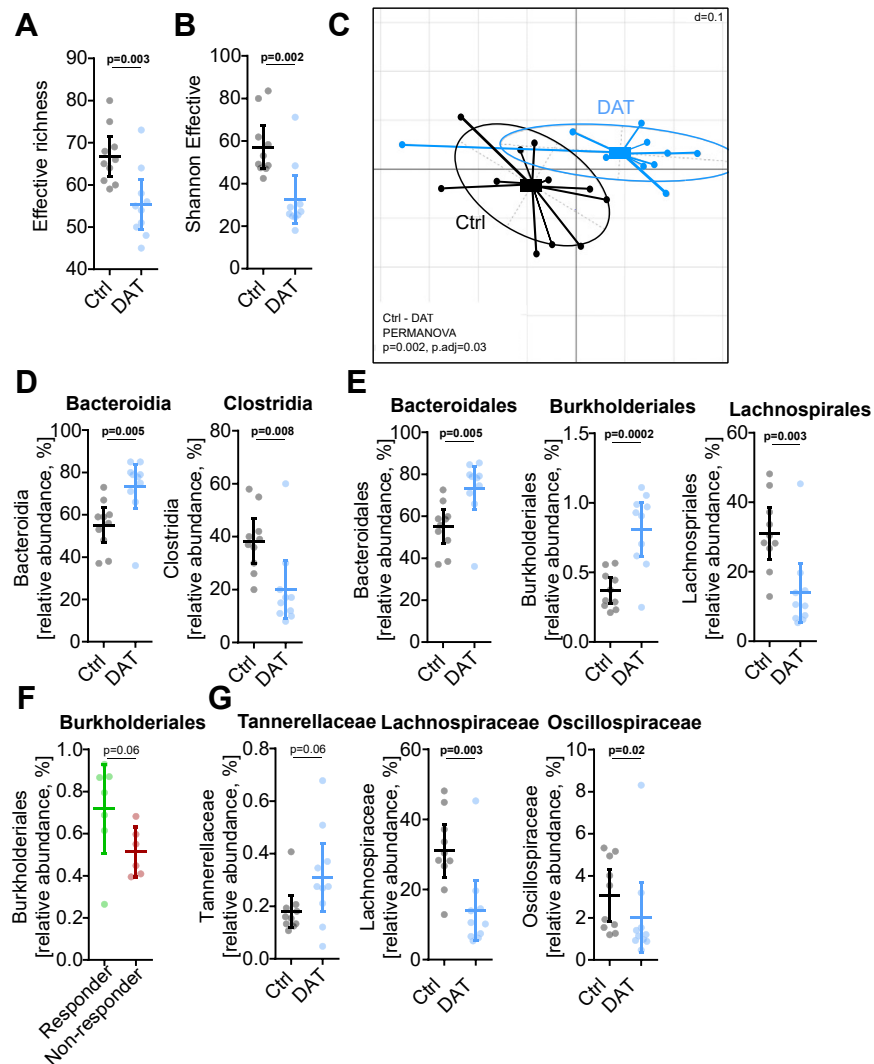 A
Effective richness
p=0.003
90
80
70
60
50
40
Ctrl
DAT
B
Shannon Effective
p=0.002
100
80
60
40
20
0
Ctrl
DAT
C
d=0.1
DAT
Ctrl
Ctrl - DAT
PERMANOVA
p=0.002, p.adj=0.03
D
Bacteroidia
Bacteroidia
[relative abundance, %]
p=0.005
100
80
60
40
20
0
Ctrl
DAT
Clostridia
Clostridia
[relative abundance, %]
p=0.008
80
60
40
20
0
Ctrl
DAT
E
Bacteroidales
Bacteroidales
[relative abundance, %]
p=0.005
100
80
60
40
20
0
Ctrl
DAT
Burkholderiales
Burkholderiales
[relative abundance, %]
p=0.0002
1.5
1.0
0.5
0.0
Ctrl
DAT
Lachnospirales
Lachnospriales
[relative abundance, %]
p=0.003
60
40
20
0
Ctrl
DAT
F
Burkholderiales
Burkholderiales
[relative abundance, %]
p=0.06
1.0
0.8
0.6
0.4
0.2
0.0
Responder
Non-responder
G
Tannerellaceae
Tannerellaceae
[relative abundance, %]
p=0.06
0.8
0.6
0.4
0.2
0.0
Ctrl
DAT
Lachnospiraceae
Lachnospiraceae
[relative abundance, %]
p=0.003
60
40
20
0
Ctrl
DAT
Oscillospiraceae
Oscillospiraceae
[relative abundance, %]
p=0.02
10
8
6
4
2
0
Ctrl
DAT